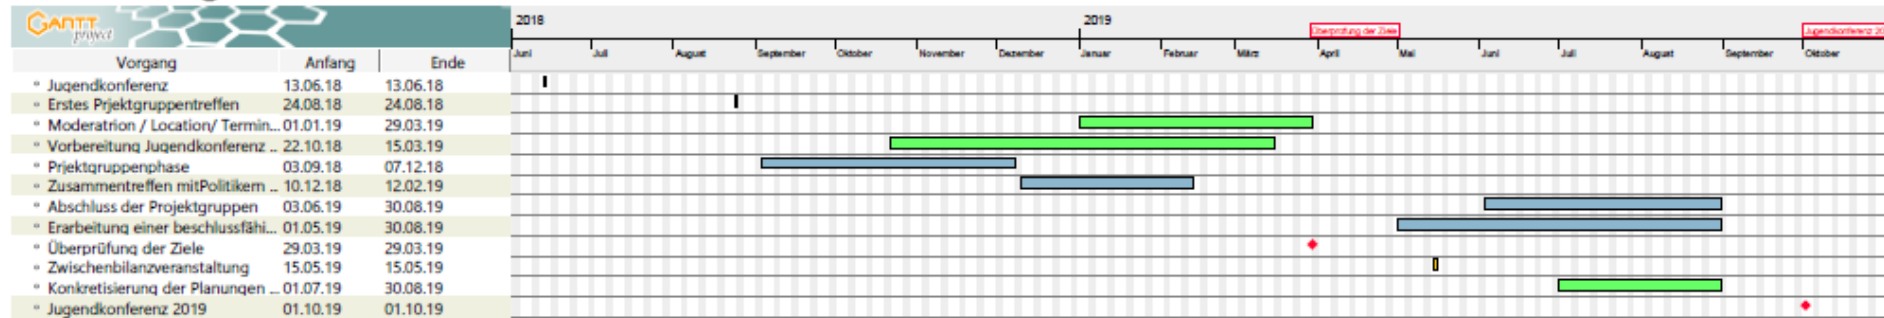 GANTT project
2018
2019
Überprüfung der Ziele
Jugendkonferenz 20
Juni Juli August September Oktober November Dezember Januar Februar März April Mai Juni Juli August September Oktober
Vorgang Anfang Ende
Jugendkonferenz 13.06.18 13.06.18
Erstes Prjektgruppentreffen 24.08.18 24.08.18
Moderatrion / Location/ Termin... 01.01.19 29.03.19
Vorbereitung Jugendkonferenz ... 22.10.18 15.03.19
Prjektgruppenphase 03.09.18 07.12.18
Zusammentreffen mitPolitikern ... 10.12.18 12.02.19
Abschluss der Projektgruppen 03.06.19 30.08.19
Erarbeitung einer beschlussfähi... 01.05.19 30.08.19
Überprüfung der Ziele 29.03.19 29.03.19
Zwischenbilanzveranstaltung 15.05.19 15.05.19
Konkretisierung der Planungen ... 01.07.19 30.08.19
Jugendkonferenz 2019 01.10.19 01.10.19